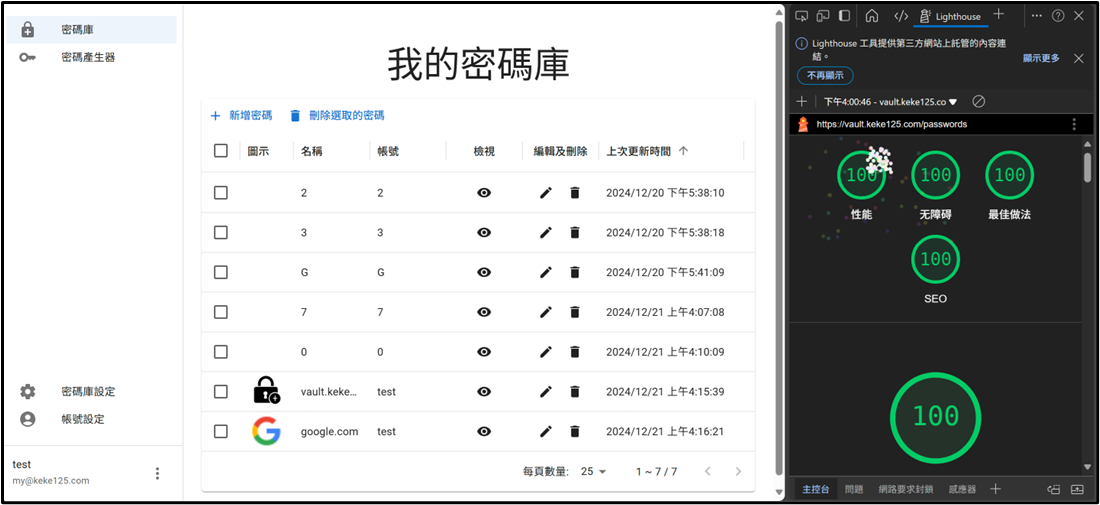 密碼庫
密碼產生器
密碼庫設定
帳號設定
test
my@keke125.com
我的密碼庫
新增密碼 刪除選取的密碼
圖示 名稱 帳號 檢視 編輯及刪除 上次更新時間
2 2 2024/12/20 下午5:38:10
3 3 2024/12/20 下午5:38:18
G G 2024/12/20 下午5:41:09
7 7 2024/12/21 上午4:07:08
0 0 2024/12/21 上午4:10:09
vault.keke... test 2024/12/21 上午4:15:39
google.com test 2024/12/21 上午4:16:21
每頁數量: 25 1 ~ 7 / 7
Lighthouse
Lighthouse 工具提供第三方網站上託管的內容連
結。
顯示更多
不再顯示
下午4:00:46 - vault.keke125.co
https://vault.keke125.com/passwords
100 100 100
性能 无障碍 最佳做法
100
SEO
100
主控台 問題 網路要求封鎖 感應器